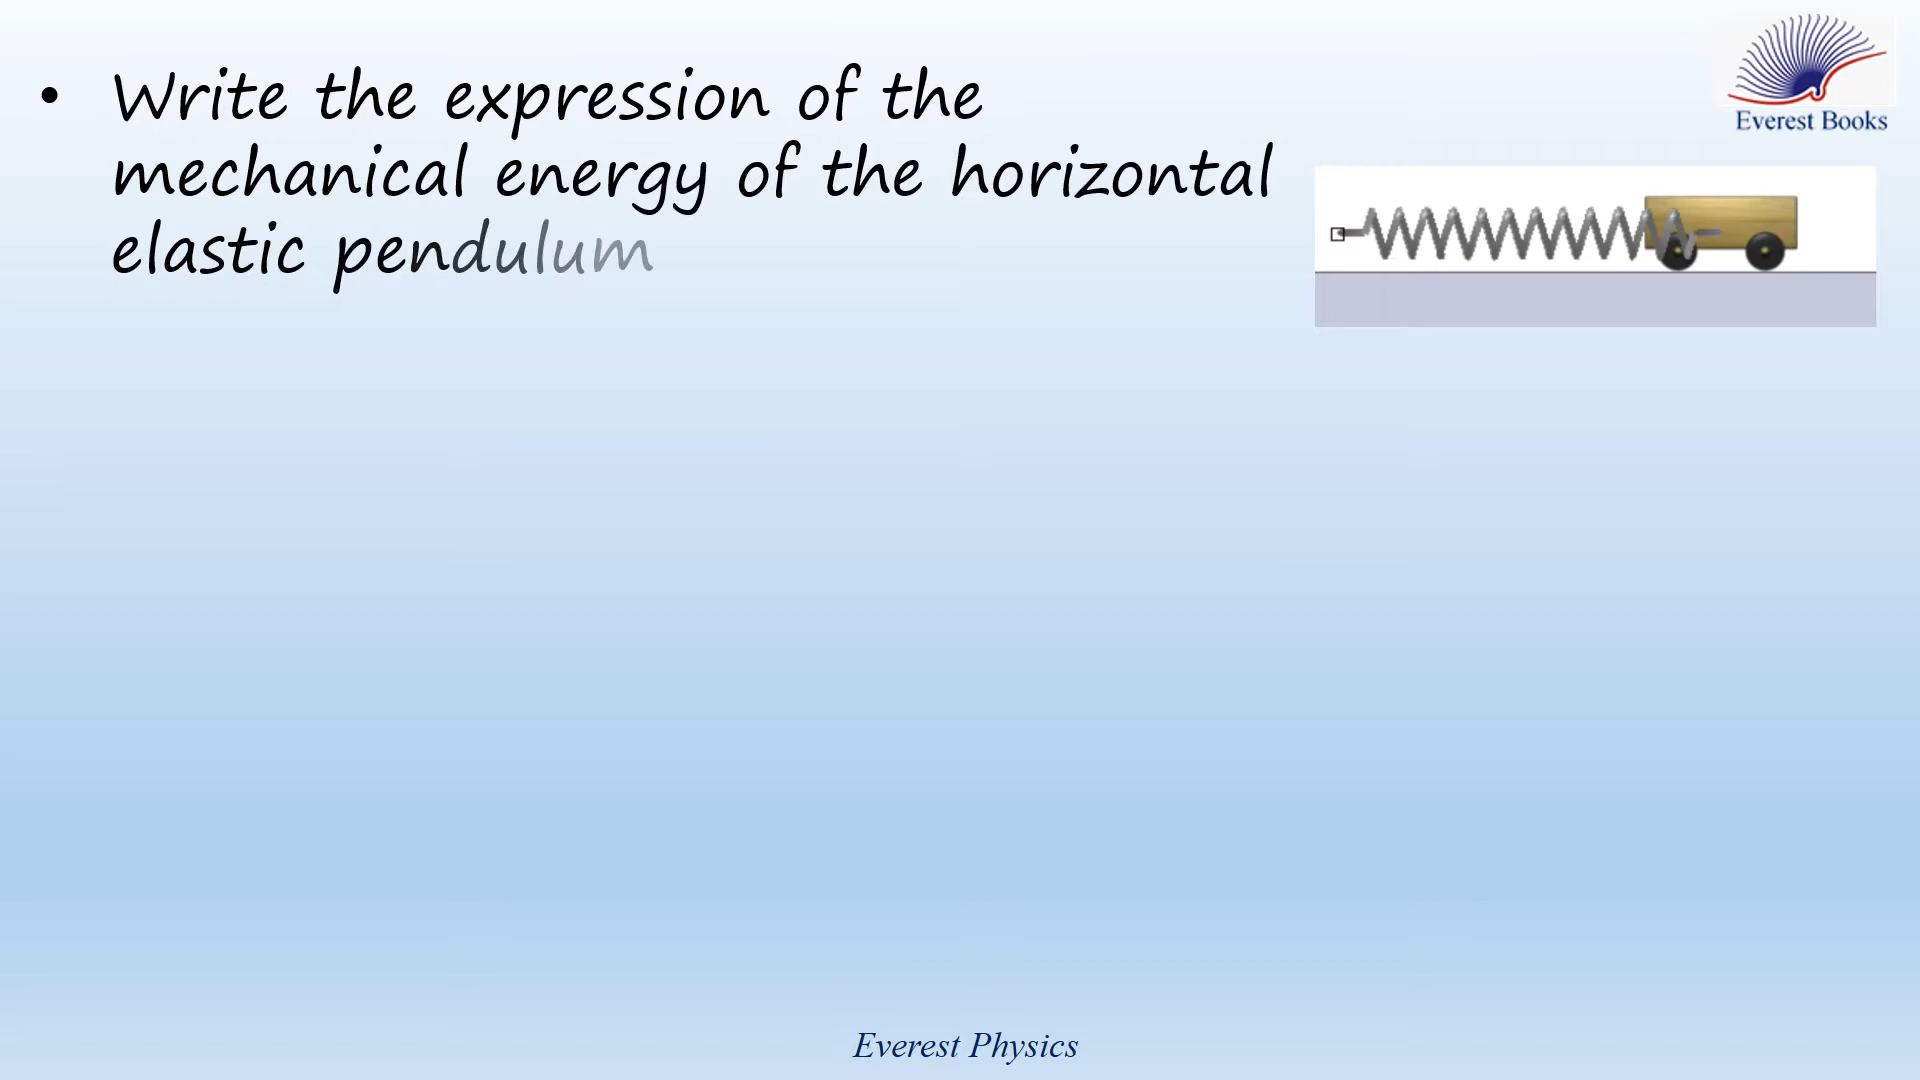 • Write the expression of the
mechanical energy of the horizontal
elastic pendulum
Everest Books
Everest Physics